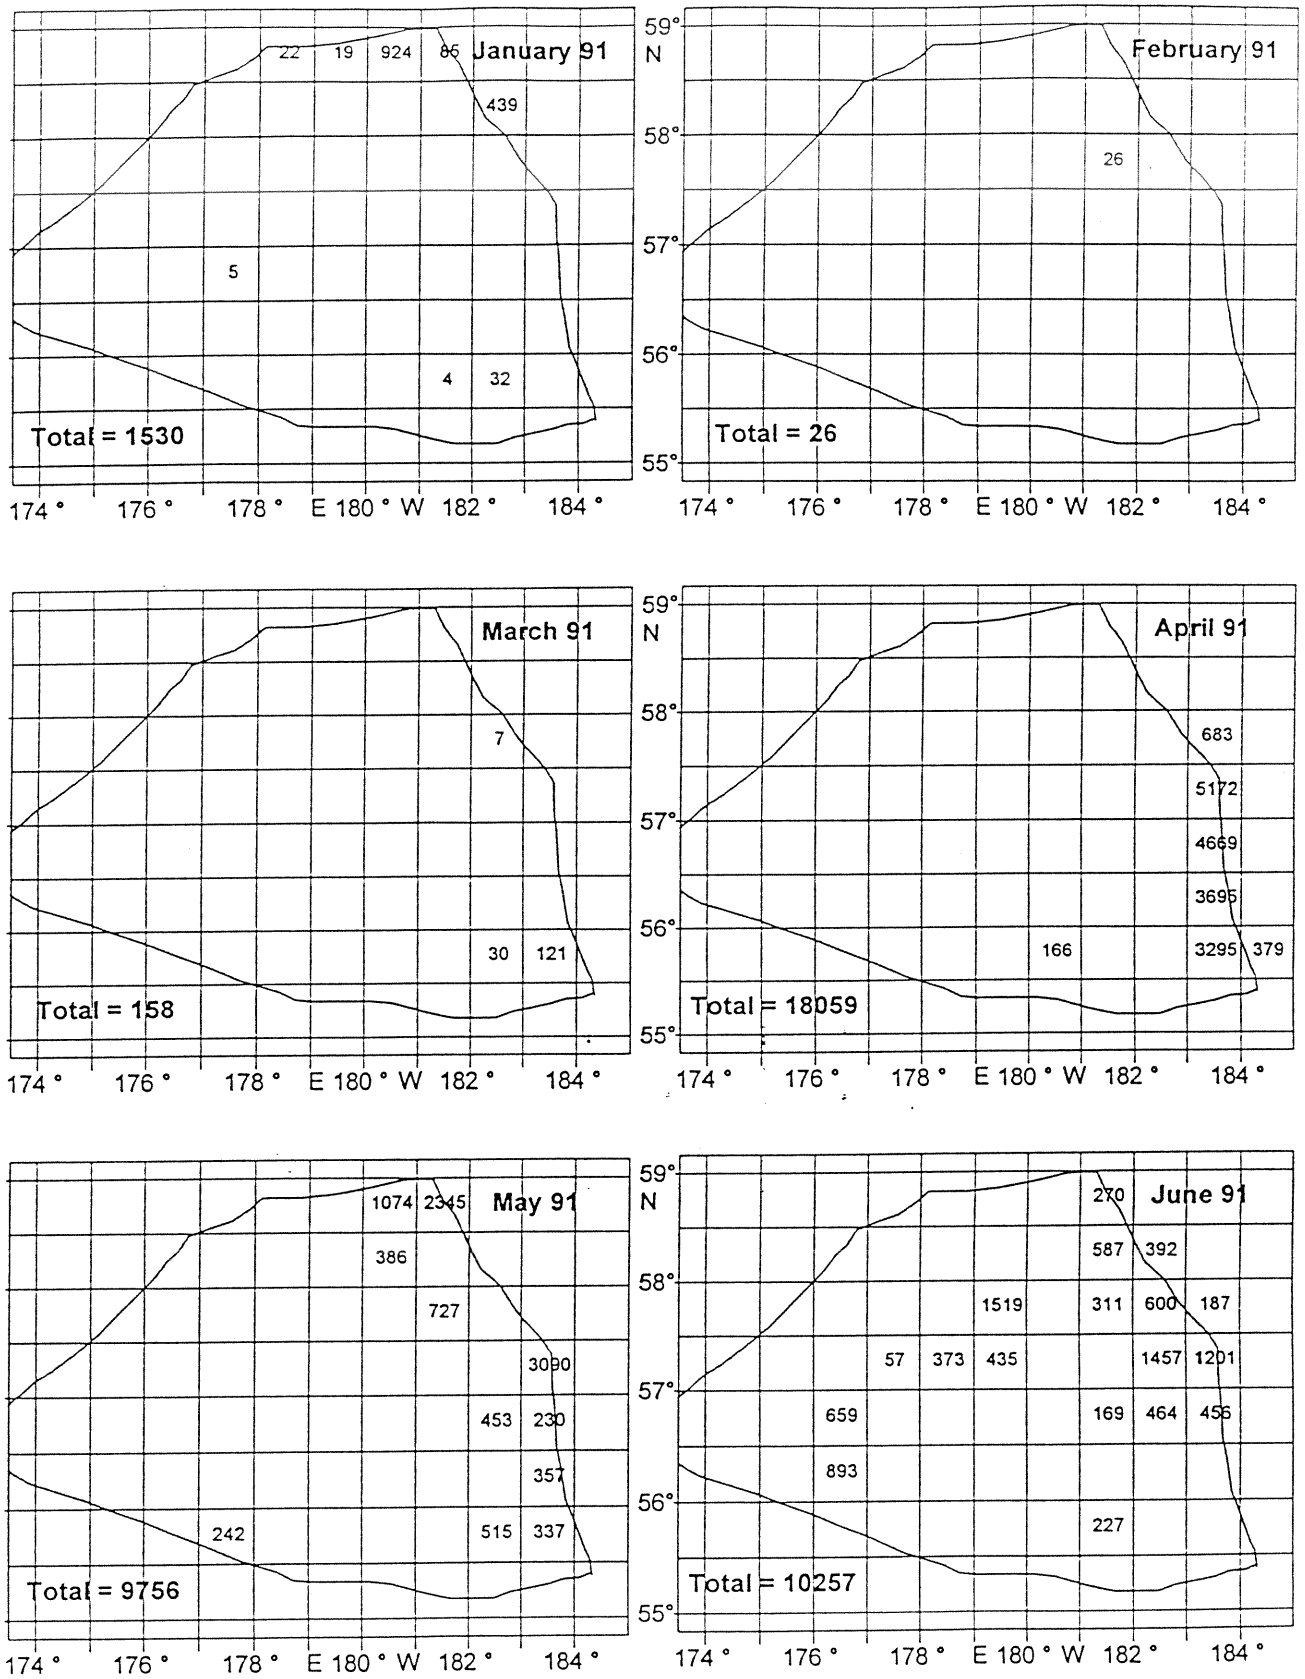 22 19 924 85 January 91
439
5
4 32
Total = 1530
174 ° 176 ° 178 ° E 180 ° W 182 ° 184 °
59°
N
58°
57°
56°
55°
February 91
26
Total = 26
174 ° 176 ° 178 ° E 180 ° W 182 ° 184 °
March 91
7
30 121
Total = 158
174 ° 176 ° 178 ° E 180 ° W 182 ° 184 °
59°
N
58°
57°
56°
55°
April 91
683
5172
4669
3695
166 3295 379
Total = 18059
174 ° 176 ° 178 ° E 180 ° W 182 ° 184 °
1074 2345 May 91
386
727
3090
453 230
357
242 515 337
Total = 9756
174 ° 176 ° 178 ° E 180 ° W 182 ° 184 °
59°
N
58°
57°
56°
55°
270 June 91
587 392
1519 311 600 187
57 373 435 1457 1201
659 169 464 456
893
227
Total = 10257
174 ° 176 ° 178 ° E 180 ° W 182 ° 184 °